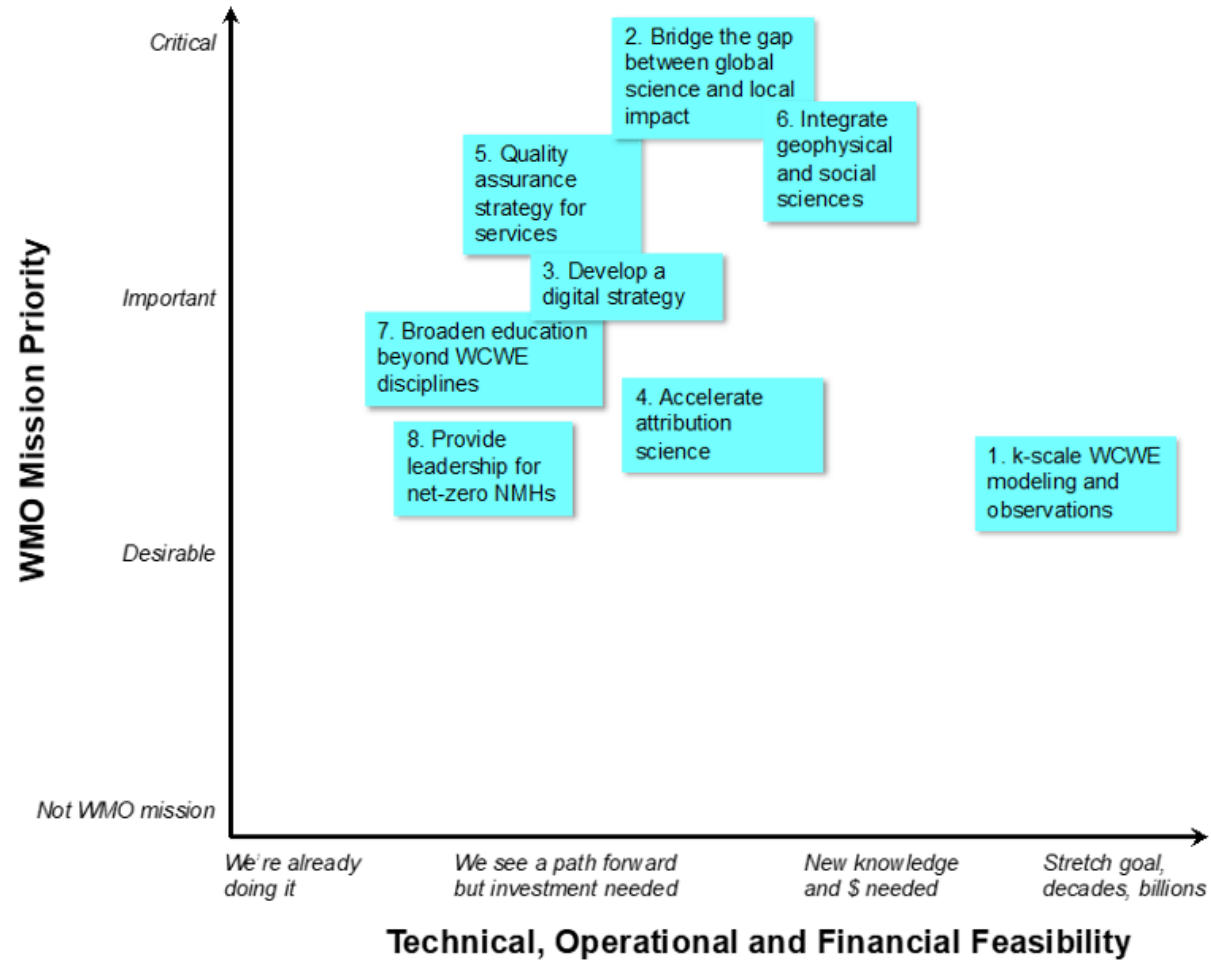 Critical
2. Bridge the gap
between global
science and local
impact
6. Integrate
geophysical
and social
sciences
5. Quality
assurance
strategy for
services
WMO Mission Priority
Important
3. Develop a
digital strategy
7. Broaden education
beyond WCWE
disciplines
4. Accelerate
attribution
science
8. Provide
leadership for
net-zero NMHs
1. k-scale WCWE
modeling and
observations
Desirable
Not WMO mission
We're already
doing it
We see a path forward
but investment needed
New knowledge
and $ needed
Stretch goal,
decades, billions
Technical, Operational and Financial Feasibility